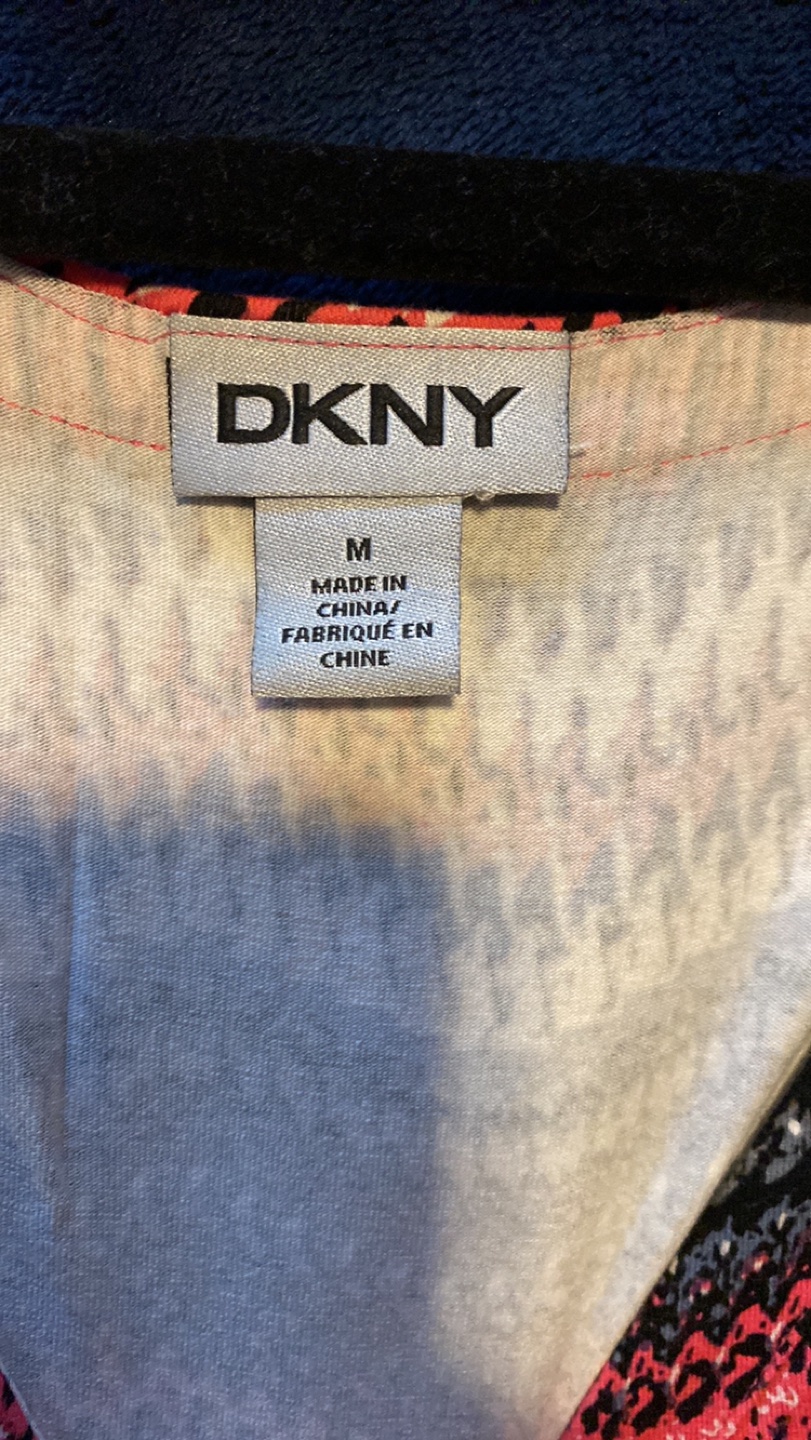 DKNY
M
MADE IN
CHINA/
FABRIQUÉ EN
CHINE